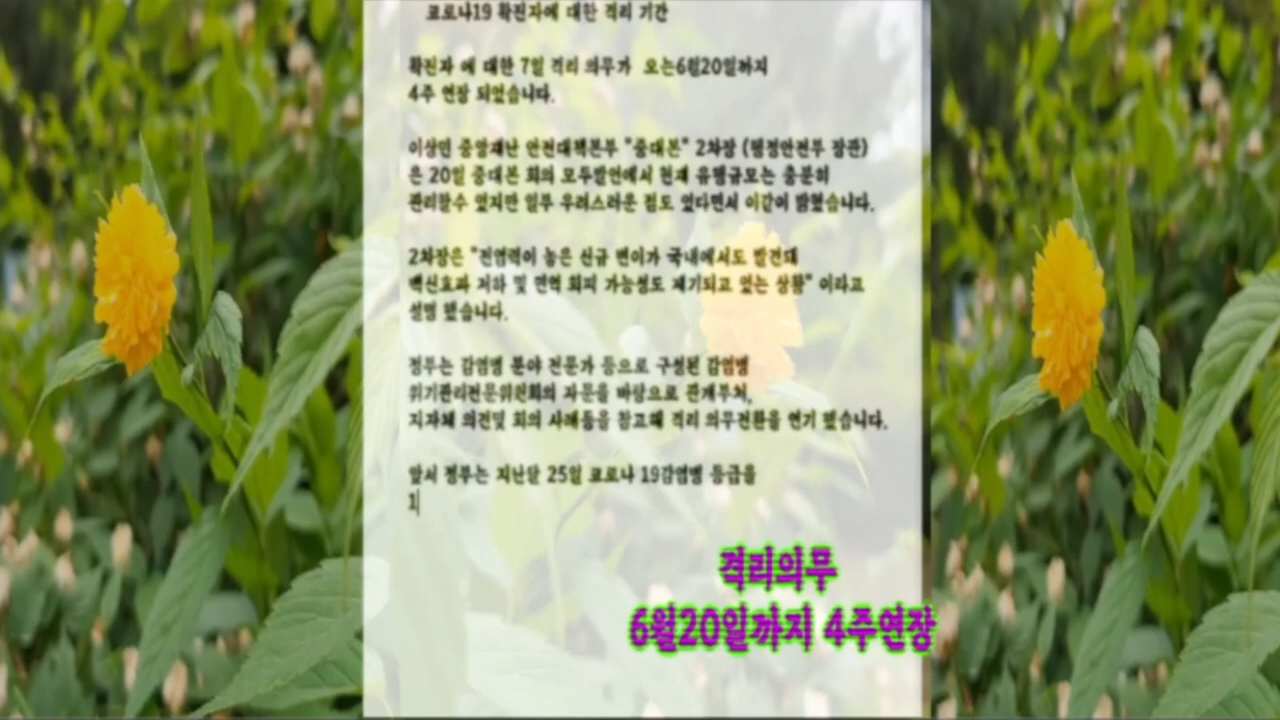 코로나19 확진자에 대한 격리 기간
확진자 에 대한 7일 격리 의무가 오는6월20일까지
4주 연장 되었습니다.
이상민 중앙재난 안전대책본부 "중대본" 2차장 (행정안전부 장관)
은 20일 중대본 회의 모두발언에서 현재 유행규모는 충분히
관리할수 있지만 일부 우려스러운 점도 있다면서 이같이 밝혔습니다.
2차장은 "전염력이 높은 신규 변이가 국내에서도 발견돼
백신효과 저하 및 면역 회피 가능성도 제기되고 있는 상황" 이라고
설명 했습니다.
정부는 감염병 분야 전문가 등으로 구성된 감염병
위기관리전문위원회의 자문을 바탕으로 관계부처,
지자체 의견및 회의 사례들을 참고해 격리 의무전환을 연기 했습니다.
앞서 정부는 지난달 25일 코로나 19감염병 등급을
1
격리의무
6월20일까지 4주연장